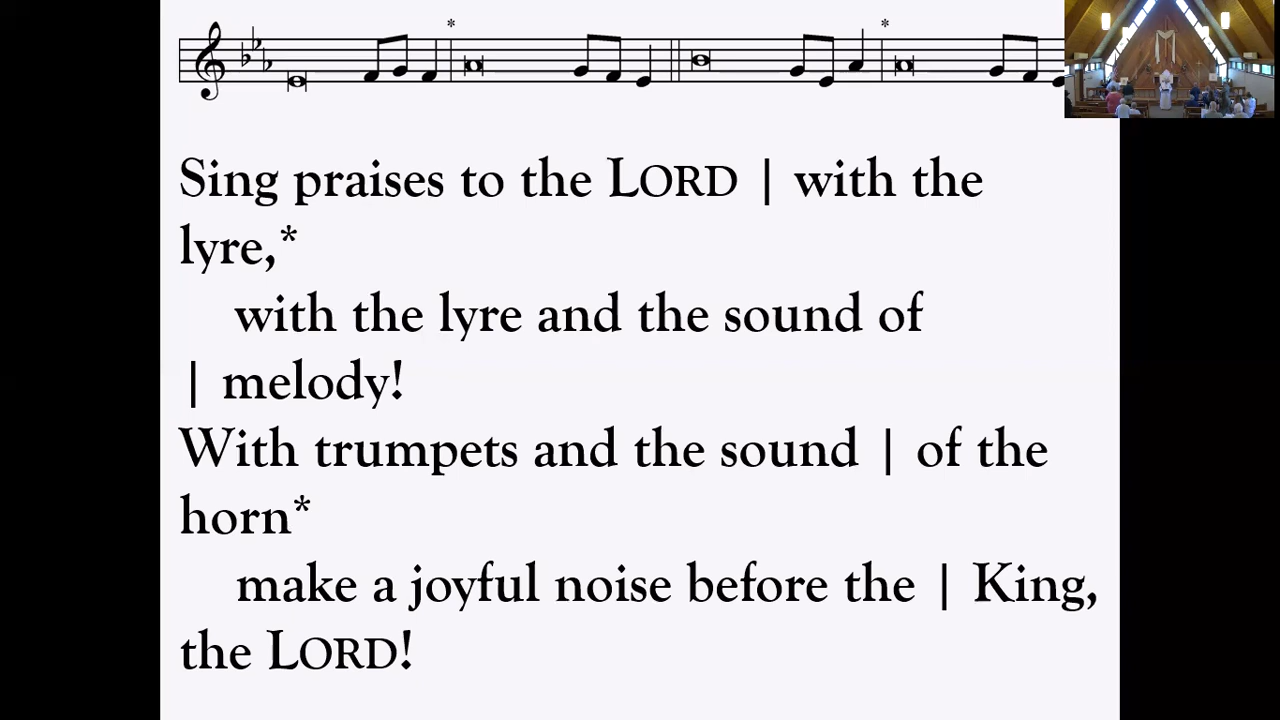 * *
Sing praises to the LORD | with the
lyre,*
with the lyre and the sound of
| melody!
With trumpets and the sound | of the
horn*
make a joyful noise before the | King,
the LORD!